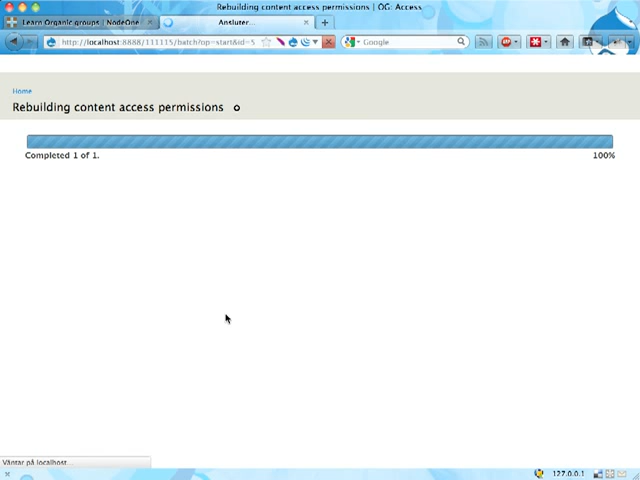 Rebuilding content access permissions | OG: Access
Learn Organic groups | NodeOne
Ansluter...
http://localhost:8888/111115/batch?op=start&id=5
Google
Home
Rebuilding content access permissions
Completed 1 of 1.
100%
Väntar på localhost...
127.0.0.1